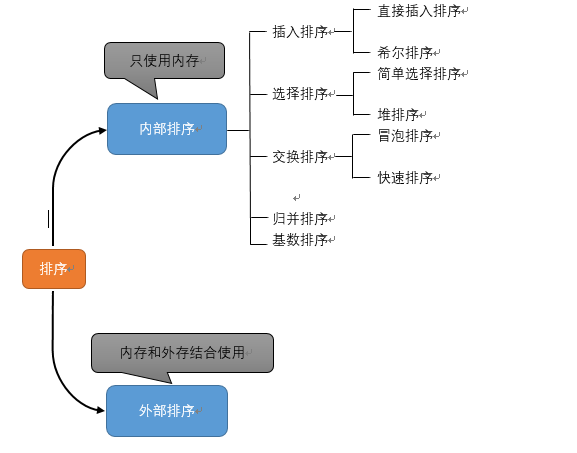 直接插入排序
插入排序
希尔排序
只使用内存
简单选择排序
选择排序
堆排序
内部排序
冒泡排序
交换排序
快速排序
归并排序
基数排序
排序
内存和外存结合使用
外部排序